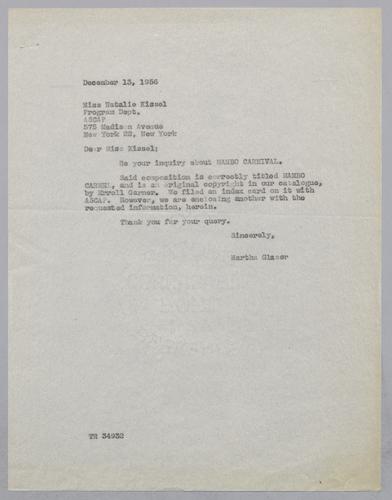 December 13, 1956
Miss Natalie Kissel
Program Dept.
ASCAP
575 Madison Avenue
New York 22, New York
Dear Miss Kissel;
Re your inquiry about MAMBO CARNIVAL.
Said composition is correctly titled MAMBO
CARMEL, and is an original copyright in our catalogue,
by Erroll Garner. We filed an index card on it with
ASCAP. However, we are enclosing another with the
requested information, herein.
Thank you for your query.
Sincerely,
Martha Glaser
TR 34932